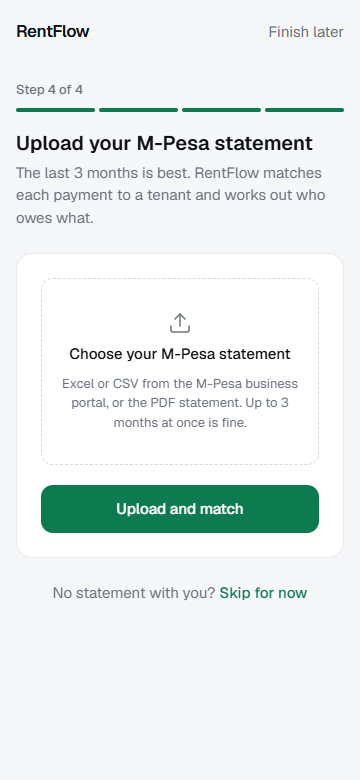 RentFlow
Finish later
Step 4 of 4
Upload your M-Pesa statement
The last 3 months is best. RentFlow matches
each payment to a tenant and works out who
owes what.
Choose your M-Pesa statement
Excel or CSV from the M-Pesa business
portal, or the PDF statement. Up to 3
months at once is fine.
Upload and match
No statement with you? Skip for now